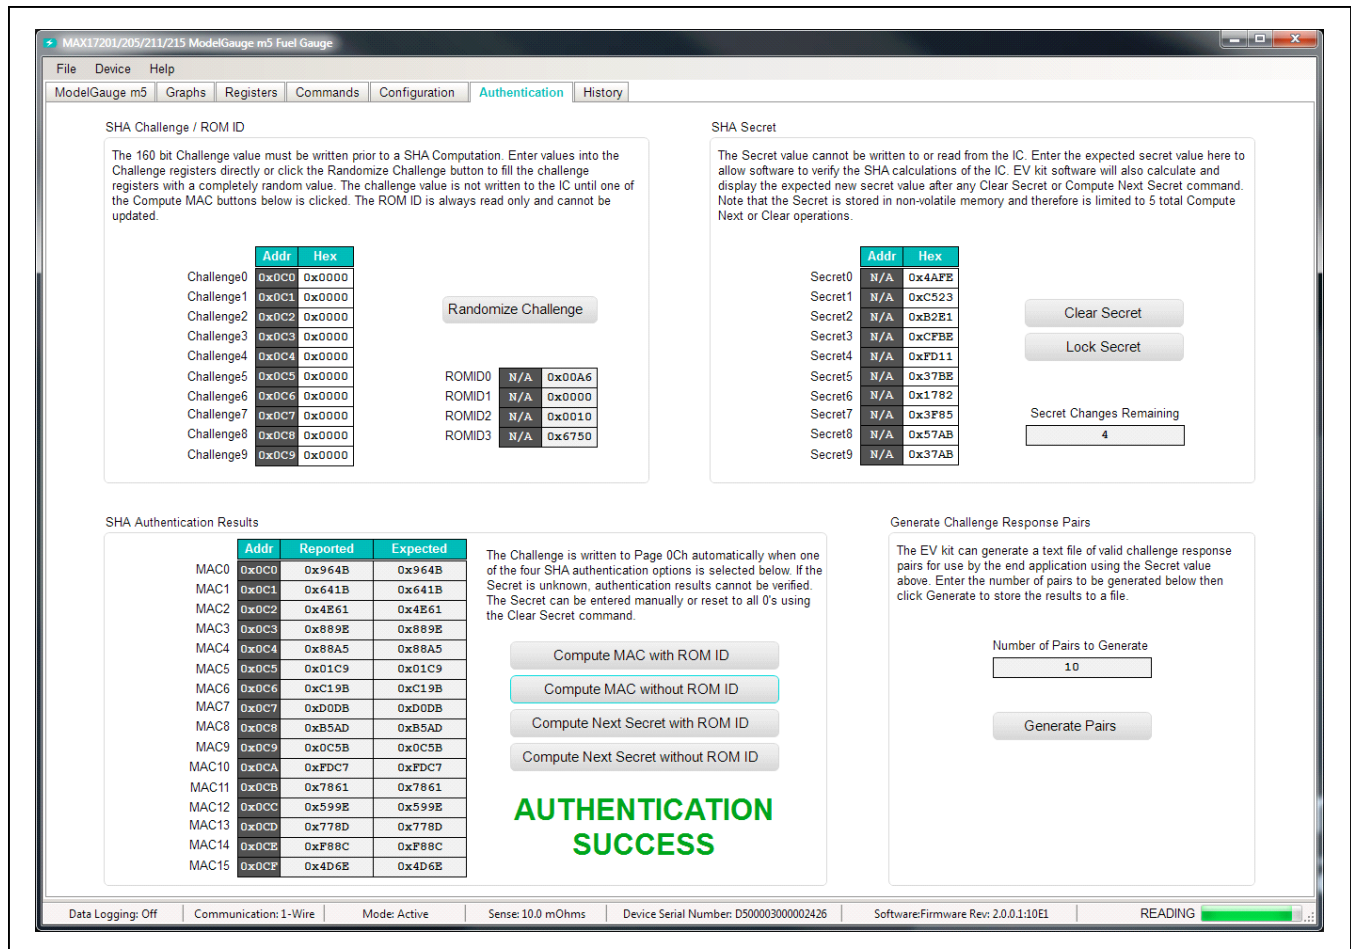 MAX17201/205/211/215 ModelGauge m5 Fuel Gauge
File Device Help
ModelGauge m5 Graphs Registers Commands Configuration Authentication History
SHA Challenge / ROM ID
The 160 bit Challenge value must be written prior to a SHA Computation. Enter values into the
Challenge registers directly or click the Randomize Challenge button to fill the challenge
registers with a completely random value. The challenge value is not written to the IC until one of
the Compute MAC buttons below is clicked. The ROM ID is always read only and cannot be
updated.
Addr Hex
Challenge0 0x0C0 0x0000
Challenge1 0x0C1 0x0000
Challenge2 0x0C2 0x0000
Challenge3 0x0C3 0x0000
Challenge4 0x0C4 0x0000
Challenge5 0x0C5 0x0000
Challenge6 0x0C6 0x0000
Challenge7 0x0C7 0x0000
Challenge8 0x0C8 0x0000
Challenge9 0x0C9 0x0000
Randomize Challenge
ROMID0 N/A 0x00A6
ROMID1 N/A 0x0000
ROMID2 N/A 0x0010
ROMID3 N/A 0x6750
SHA Secret
The Secret value cannot be written to or read from the IC. Enter the expected secret value here to
allow software to verify the SHA calculations of the IC. EV kit software will also calculate and
display the expected new secret value after any Clear Secret or Compute Next Secret command.
Note that the Secret is stored in non-volatile memory and therefore is limited to 5 total Compute
Next or Clear operations.
Addr Hex
Secret0 N/A 0x4AFE
Secret1 N/A 0xC523
Secret2 N/A 0xB2E1
Secret3 N/A 0xCFBE
Secret4 N/A 0xFD11
Secret5 N/A 0x37BE
Secret6 N/A 0x1782
Secret7 N/A 0x3F85
Secret8 N/A 0x57AB
Secret9 N/A 0x37AB
Clear Secret
Lock Secret
Secret Changes Remaining
4
SHA Authentication Results
Addr Reported Expected
MAC0 0x0C0 0x964B 0x964B
MAC1 0x0C1 0x641B 0x641B
MAC2 0x0C2 0x4E61 0x4E61
MAC3 0x0C3 0x889E 0x889E
MAC4 0x0C4 0x88A5 0x88A5
MAC5 0x0C5 0x01C9 0x01C9
MAC6 0x0C6 0xC19B 0xC19B
MAC7 0x0C7 0xD0DB 0xD0DB
MAC8 0x0C8 0xB5AD 0xB5AD
MAC9 0x0C9 0x0C5B 0x0C5B
MAC10 0x0CA 0xFDC7 0xFDC7
MAC11 0x0CB 0x7861 0x7861
MAC12 0x0CC 0x599E 0x599E
MAC13 0x0CD 0x778D 0x778D
MAC14 0x0CE 0xF88C 0xF88C
MAC15 0x0CF 0x4D6E 0x4D6E
The Challenge is written to Page 0Ch automatically when one
of the four SHA authentication options is selected below. If the
Secret is unknown, authentication results cannot be verified.
The Secret can be entered manually or reset to all 0's using
the Clear Secret command.
Compute MAC with ROM ID
Compute MAC without ROM ID
Compute Next Secret with ROM ID
Compute Next Secret without ROM ID
AUTHENTICATION
SUCCESS
Generate Challenge Response Pairs
The EV kit can generate a text file of valid challenge response
pairs for use by the end application using the Secret value
above. Enter the number of pairs to be generated below then
click Generate to store the results to a file.
Number of Pairs to Generate
10
Generate Pairs
Data Logging: Off Communication: 1-Wire Mode: Active Sense: 10.0 mOhms Device Serial Number: D500003000002426 Software:Firmware Rev: 2.0.0.1:10E1 READING